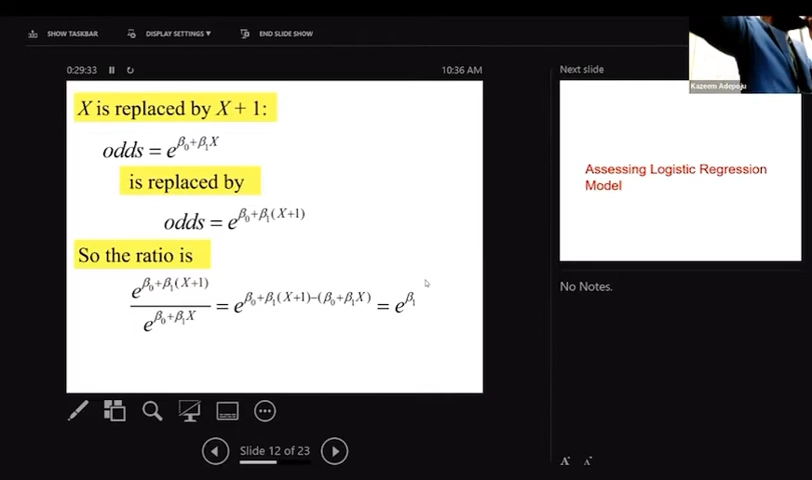 SHOW TASKBAR DISPLAY SETTINGS ▼ END SLIDE SHOW
Kazeem Adepoju
0:29:33 10:36 AM
Next slide
X is replaced by X + 1:
odds = e^{β₀+β₁X}
is replaced by
odds = e^{β₀+β₁(X+1)}
So the ratio is
e^{β₀+β₁(X+1)} / e^{β₀+β₁X} = e^{β₀+β₁(X+1)−(β₀+β₁X)} = e^{β₁}
Slide 12 of 23
Assessing Logistic Regression
Model
No Notes.
A A